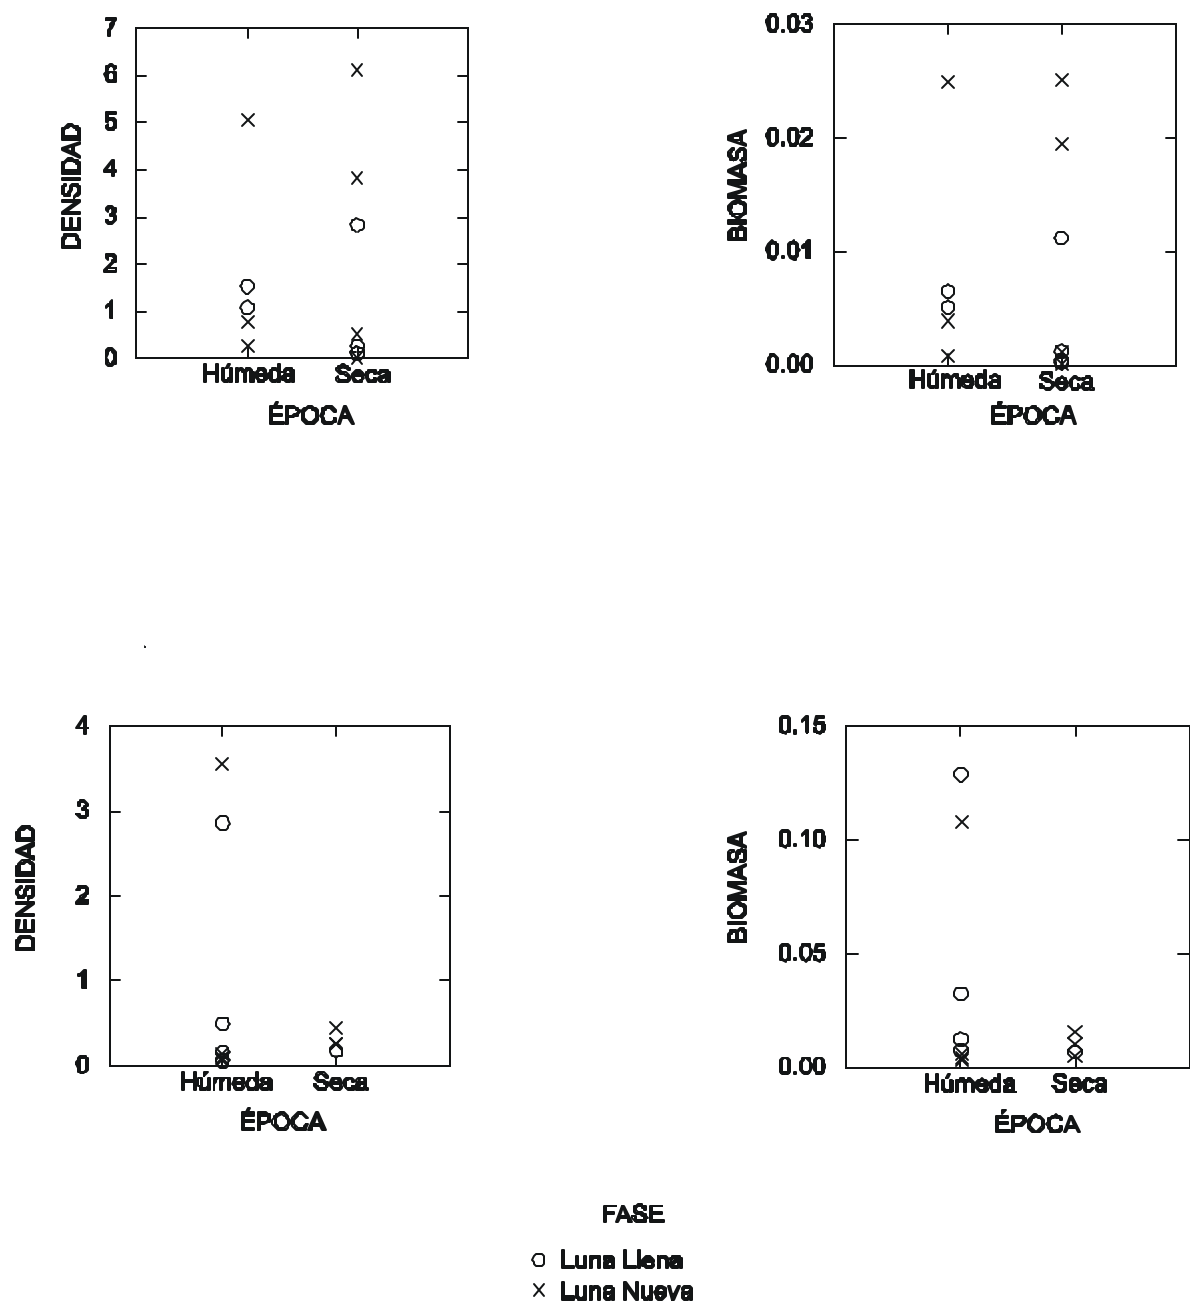 7
6
5
4
3
2
1
0
DENSIDAD
Húmeda Seca
ÉPOCA
0.03
0.02
0.01
0.00
BIOMASA
Húmeda Seca
ÉPOCA
4
3
2
1
0
DENSIDAD
Húmeda Seca
ÉPOCA
0.15
0.10
0.05
0.00
BIOMASA
Húmeda Seca
ÉPOCA
FASE
Luna Llena
Luna Nueva